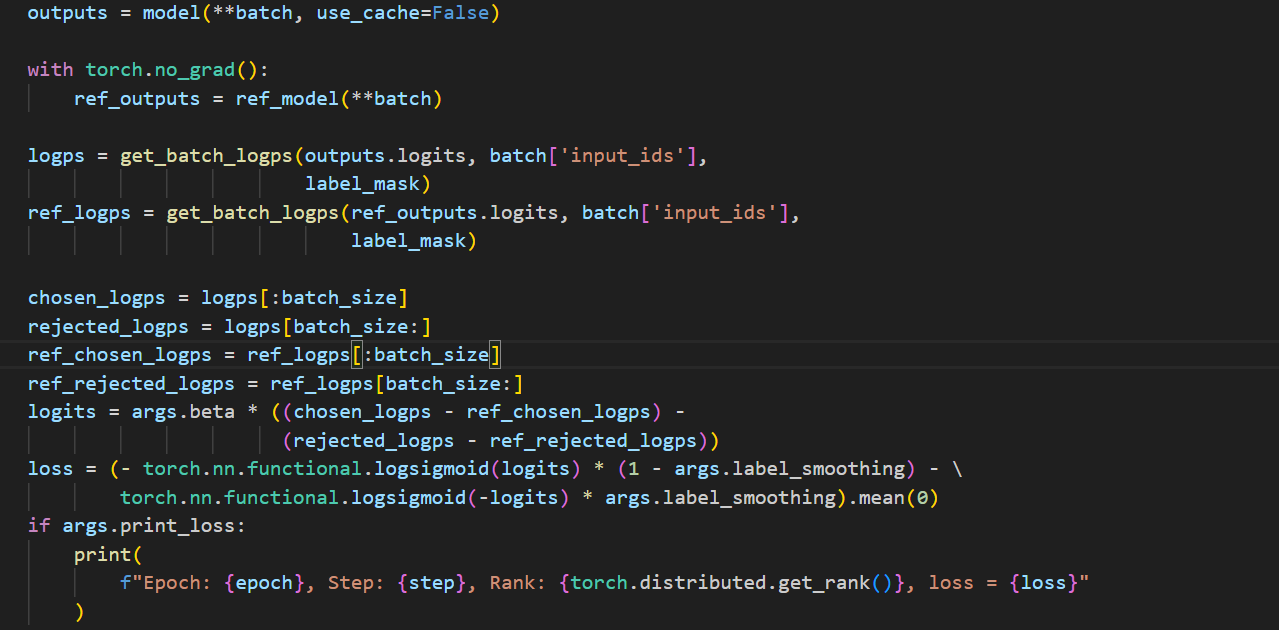 outputs = model(**batch, use_cache=False)
with torch.no_grad():
    ref_outputs = ref_model(**batch)
logps = get_batch_logps(outputs.logits, batch['input_ids'],
                        label_mask)
ref_logps = get_batch_logps(ref_outputs.logits, batch['input_ids'],
                            label_mask)
chosen_logps = logps[:batch_size]
rejected_logps = logps[batch_size:]
ref_chosen_logps = ref_logps[:batch_size]
ref_rejected_logps = ref_logps[batch_size:]
logits = args.beta * ((chosen_logps - ref_chosen_logps) -
                      (rejected_logps - ref_rejected_logps))
loss = (- torch.nn.functional.logsigmoid(logits) * (1 - args.label_smoothing) - \
        torch.nn.functional.logsigmoid(-logits) * args.label_smoothing).mean(0)
if args.print_loss:
    print(
        f"Epoch: {epoch}, Step: {step}, Rank: {torch.distributed.get_rank()}, loss = {loss}"
    )